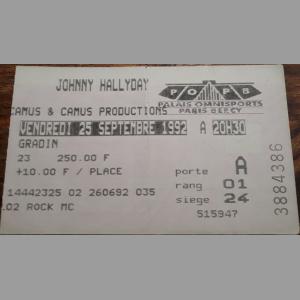 JOHNNY HALLYDAY
POPB
PALAIS OMNISPORTS
PARIS BERCY
CAMUS & CAMUS PRODUCTIONS
VENDREDI 25 SEPTEMBRE 1992 A 20H30
GRADIN
23 250.00 F
+10.00 F / PLACE
porte A
rang 01
siege 24
14442325 02 260692 035
.02 ROCK MC
515947
3884386